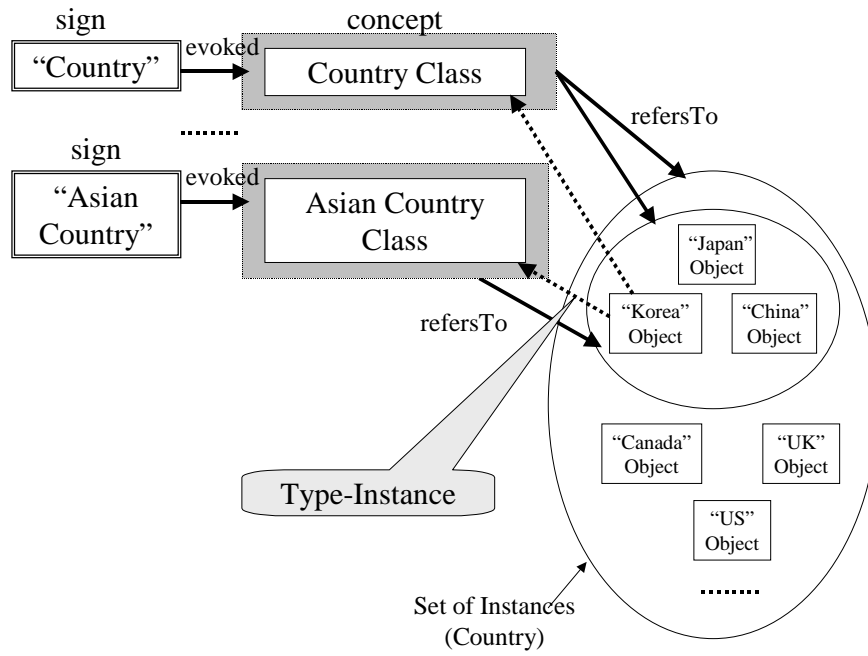 sign
concept
“Country”
evoked
Country Class
refersTo
sign
“Asian
Country”
evoked
Asian Country
Class
“Japan”
Object
“Korea”
Object
“China”
Object
refersTo
“Canada”
Object
“UK”
Object
Type-Instance
“US”
Object
Set of Instances
(Country)